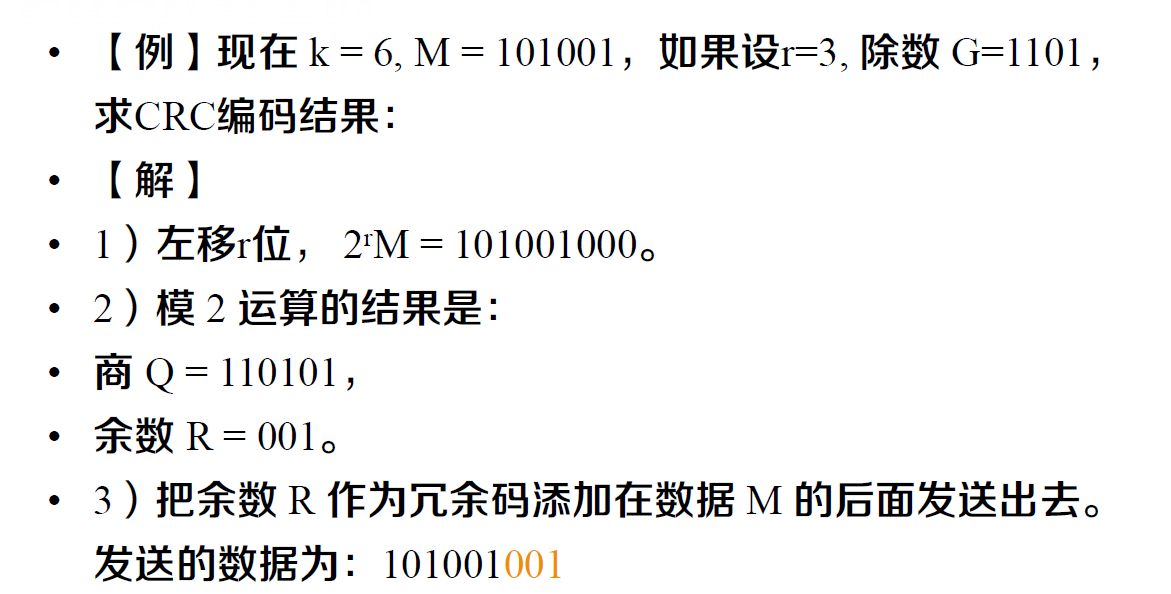 • 【例】现在 k = 6, M = 101001，如果设r=3, 除数 G=1101，
求CRC编码结果：
• 【解】
• 1）左移r位， 2ʳM = 101001000。
• 2）模 2 运算的结果是：
• 商 Q = 110101，
• 余数 R = 001。
• 3）把余数 R 作为冗余码添加在数据 M 的后面发送出去。
发送的数据为：101001001